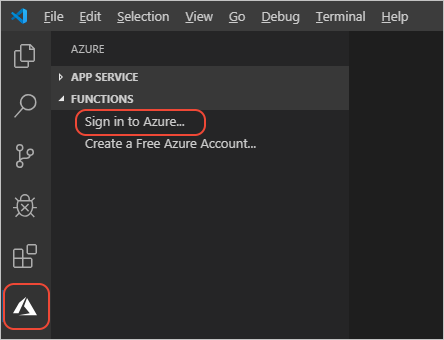 File Edit Selection View Go Debug Terminal Help
AZURE
APP SERVICE
FUNCTIONS
Sign in to Azure...
Create a Free Azure Account...